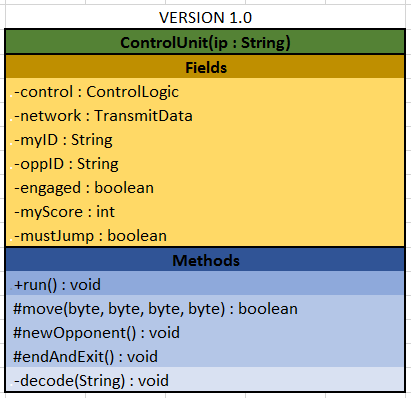 VERSION 1.0
ControlUnit(ip : String)
Fields
-control : ControlLogic
-network : TransmitData
-myID : String
-oppID : String
-engaged : boolean
-myScore : int
-mustJump : boolean
Methods
+run() : void
#move(byte, byte, byte, byte) : boolean
#newOpponent() : void
#endAndExit() : void
-decode(String) : void